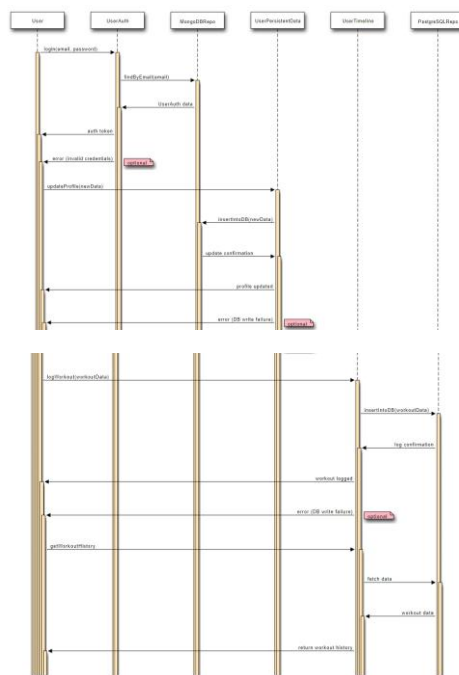 User UserAuth MongoDBRepo UserPersistentData UserTimeline PostgreSQLRepo
login(email, password)
findByEmail(email)
UserAuth data
auth token
error (invalid credentials)
optional
updateProfile(newData)
insertIntoDB(newData)
update confirmation
profile updated
error (DB write failure)
optional
logWorkout(workoutData)
insertIntoDB(workoutData)
log confirmation
workout logged
error (DB write failure)
optional
getWorkoutHistory
fetch data
workout data
return workout history